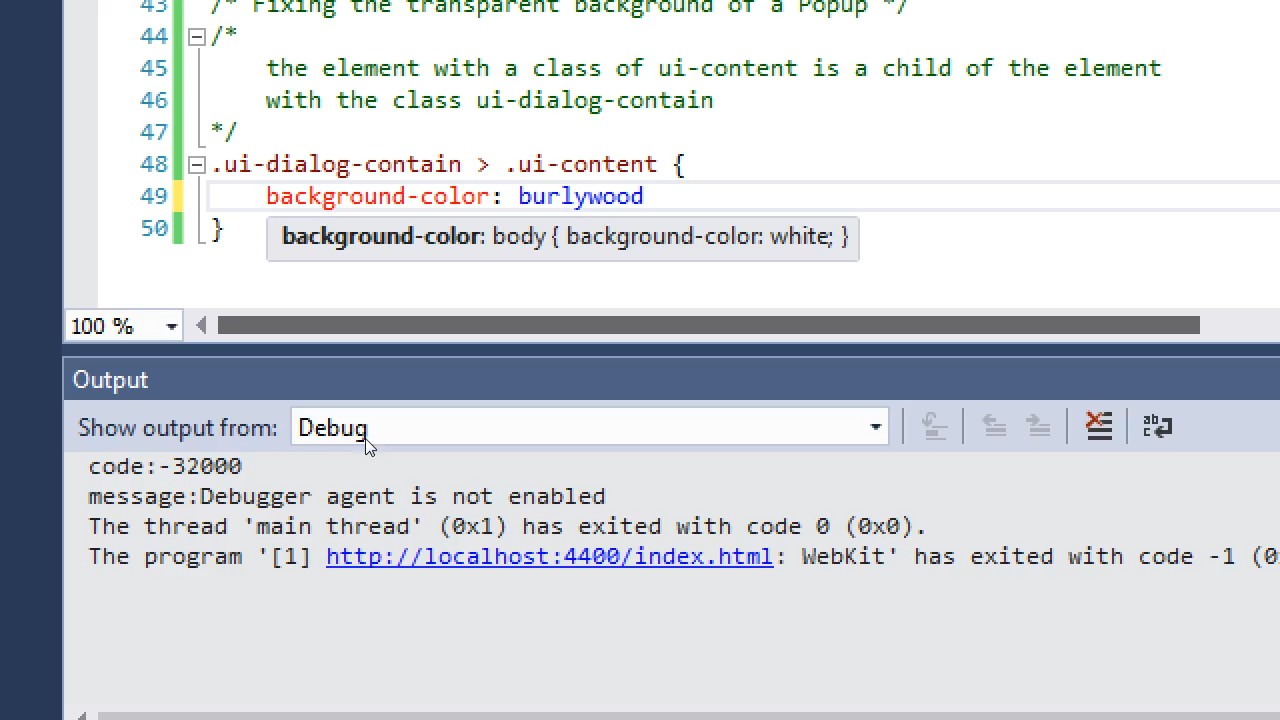 43 /* Fixing the transparent background of a Popup */
44 /*
45 the element with a class of ui-content is a child of the element
46 with the class ui-dialog-contain
47 */
48 .ui-dialog-contain > .ui-content {
49 background-color: burlywood
50 }
background-color: body { background-color: white; }
100 %
Output
Show output from: Debug
code:-32000
message:Debugger agent is not enabled
The thread 'main thread' (0x1) has exited with code 0 (0x0).
The program '[1] http://localhost:4400/index.html: WebKit' has exited with code -1 (0